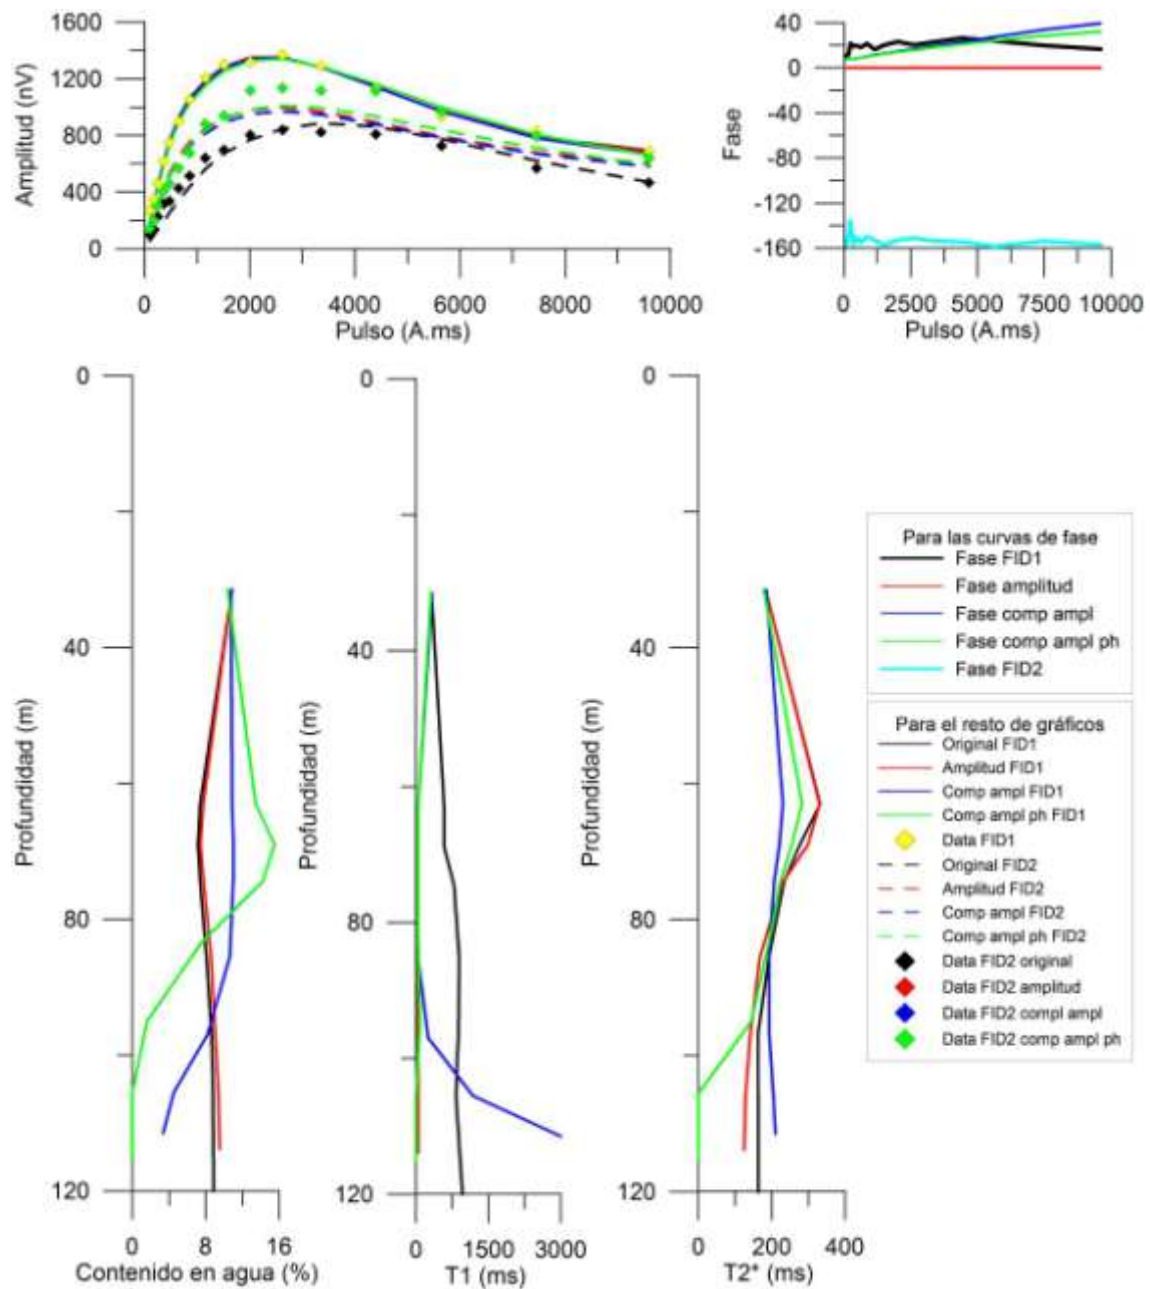 1600
1200
800
400
0
Amplitud (nV)
0 2000 4000 6000 8000 10000
Pulso (A.ms)
40
0
-40
-80
-120
-160
Fase
0 2500 5000 7500 10000
Pulso (A.ms)
0
40
80
120
Profundidad (m)
0 8 16
Contenido en agua (%)
0
40
80
120
Profundidad (m)
0 1500 3000
T1 (ms)
0
40
80
120
Profundidad (m)
0 200 400
T2* (ms)
Para las curvas de fase
Fase FID1
Fase amplitud
Fase comp ampl
Fase comp ampl ph
Fase FID2
Para el resto de gráficos
Original FID1
Amplitud FID1
Comp ampl FID1
Comp ampl ph FID1
Data FID1
Original FID2
Amplitud FID2
Comp ampl FID2
Comp ampl ph FID2
Data FID2 original
Data FID2 amplitud
Data FID2 compl ampl
Data FID2 comp ampl ph